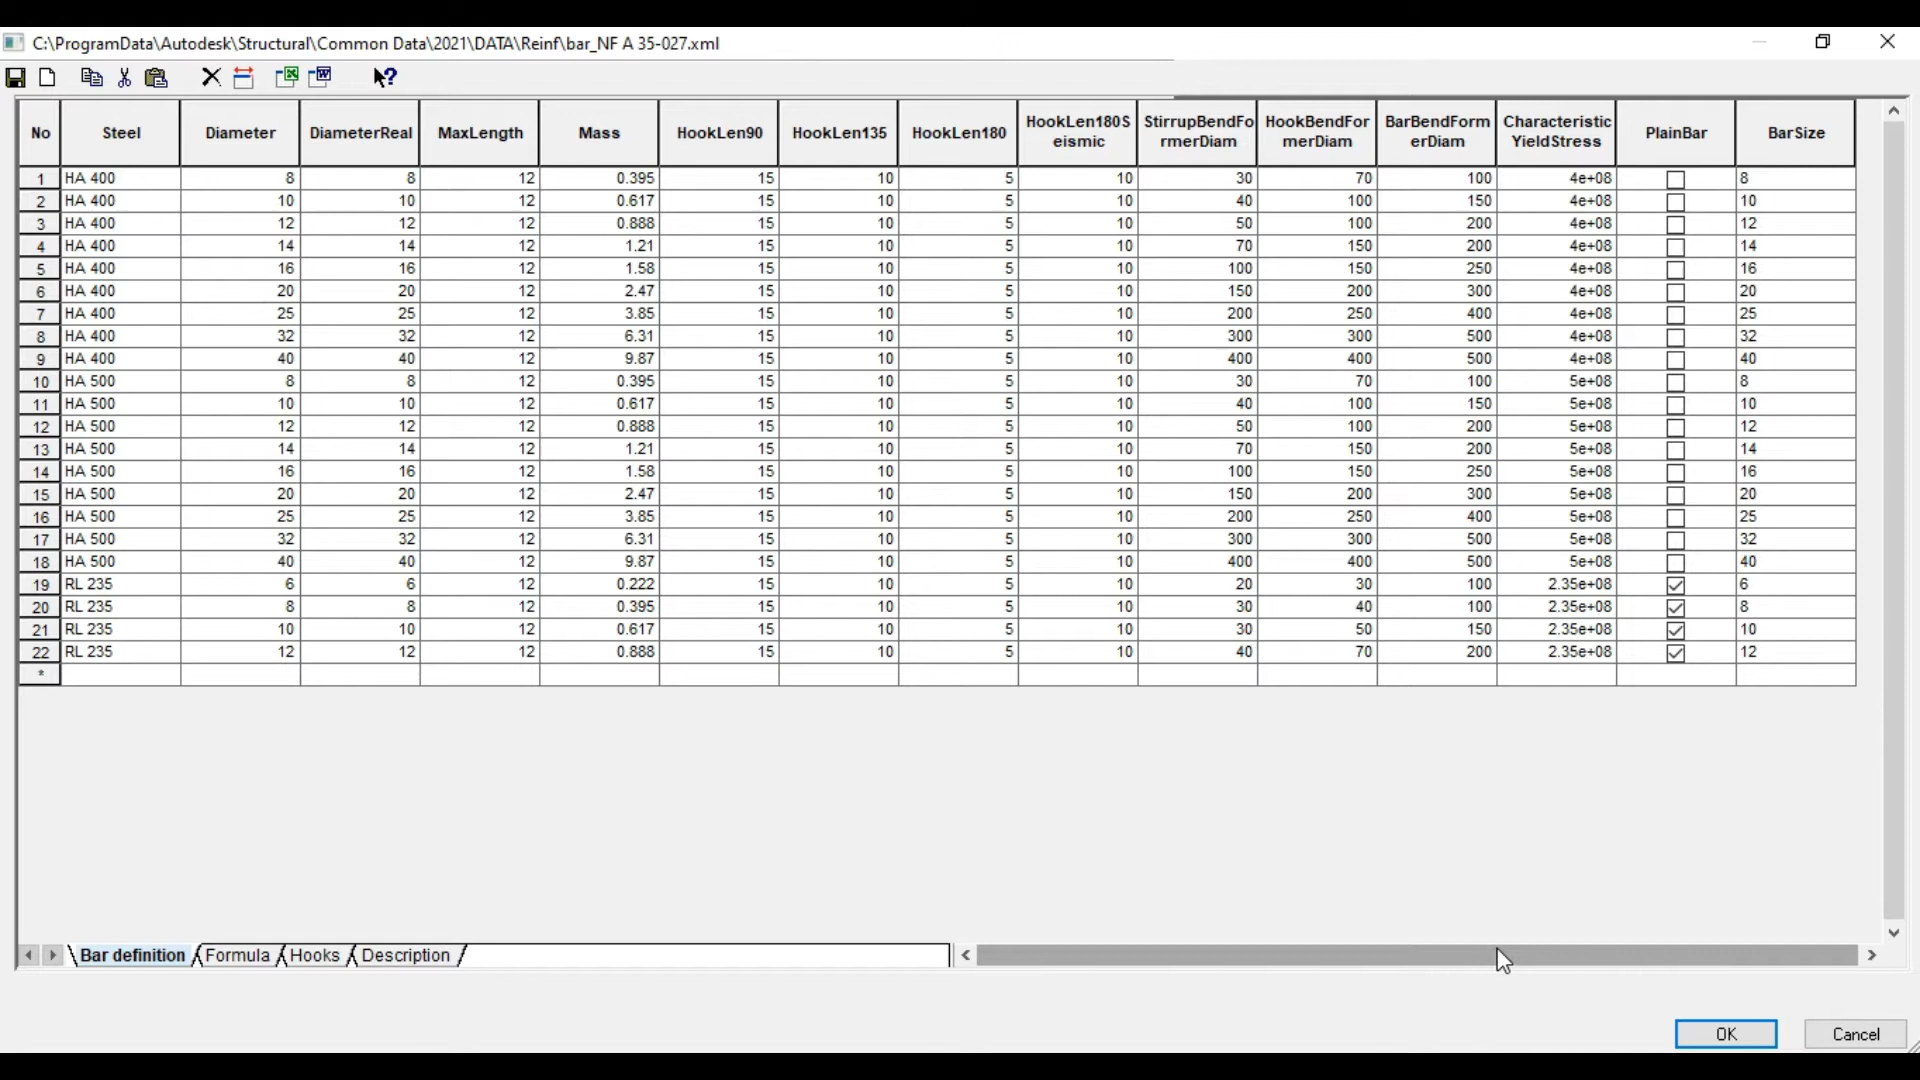 C:\ProgramData\Autodesk\Structural\Common Data\2021\DATA\Reinf\bar_NF A 35-027.xml
No Steel Diameter DiameterReal MaxLength Mass HookLen90 HookLen135 HookLen180 HookLen180S StirrupBendFo HookBendFor BarBendForm Characteristic PlainBar BarSize
eismic rmerDiam merDiam erDiam YieldStress
1 HA 400 8 8 12 0.395 15 10 5 10 30 70 100 4e+08 8
2 HA 400 10 10 12 0.617 15 10 5 10 40 100 150 4e+08 10
3 HA 400 12 12 12 0.888 15 10 5 10 50 100 200 4e+08 12
4 HA 400 14 14 12 1.21 15 10 5 10 70 150 200 4e+08 14
5 HA 400 16 16 12 1.58 15 10 5 10 100 150 250 4e+08 16
6 HA 400 20 20 12 2.47 15 10 5 10 150 200 300 4e+08 20
7 HA 400 25 25 12 3.85 15 10 5 10 200 250 400 4e+08 25
8 HA 400 32 32 12 6.31 15 10 5 10 300 300 500 4e+08 32
9 HA 400 40 40 12 9.87 15 10 5 10 400 400 500 4e+08 40
10 HA 500 8 8 12 0.395 15 10 5 10 30 70 100 5e+08 8
11 HA 500 10 10 12 0.617 15 10 5 10 40 100 150 5e+08 10
12 HA 500 12 12 12 0.888 15 10 5 10 50 100 200 5e+08 12
13 HA 500 14 14 12 1.21 15 10 5 10 70 150 200 5e+08 14
14 HA 500 16 16 12 1.58 15 10 5 10 100 150 250 5e+08 16
15 HA 500 20 20 12 2.47 15 10 5 10 150 200 300 5e+08 20
16 HA 500 25 25 12 3.85 15 10 5 10 200 250 400 5e+08 25
17 HA 500 32 32 12 6.31 15 10 5 10 300 300 500 5e+08 32
18 HA 500 40 40 12 9.87 15 10 5 10 400 400 500 5e+08 40
19 RL 235 6 6 12 0.222 15 10 5 10 20 30 100 2.35e+08 6
20 RL 235 8 8 12 0.395 15 10 5 10 30 40 100 2.35e+08 8
21 RL 235 10 10 12 0.617 15 10 5 10 30 50 150 2.35e+08 10
22 RL 235 12 12 12 0.888 15 10 5 10 40 70 200 2.35e+08 12
*
Bar definition Formula Hooks Description
OK Cancel